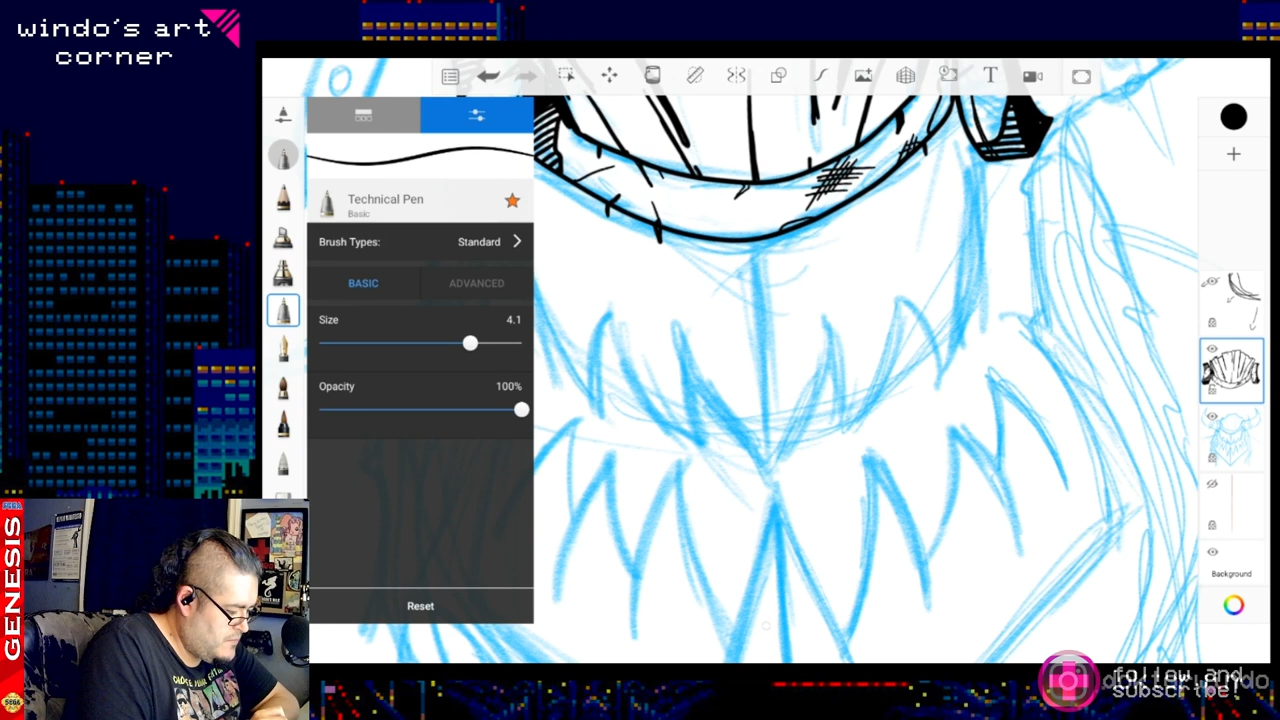 windo's art
corner
T
Technical Pen
Basic
Brush Types:
Standard
BASIC
ADVANCED
Size
4.1
Opacity
100%
Reset
Background
SEGA
GENESIS
follow and
subscribe!